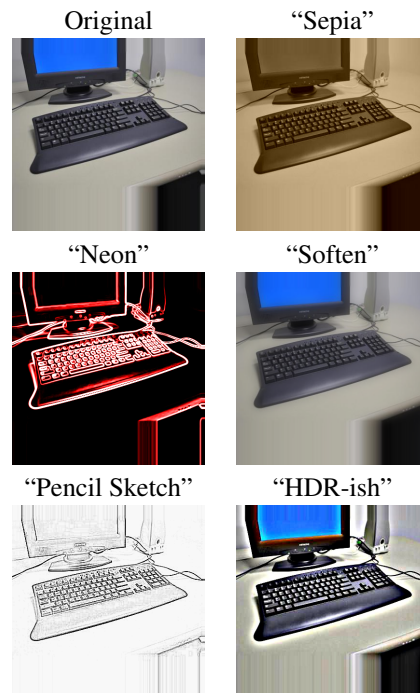 Original
“Sepia”
“Neon”
“Soften”
“Pencil Sketch”
“HDR-ish”